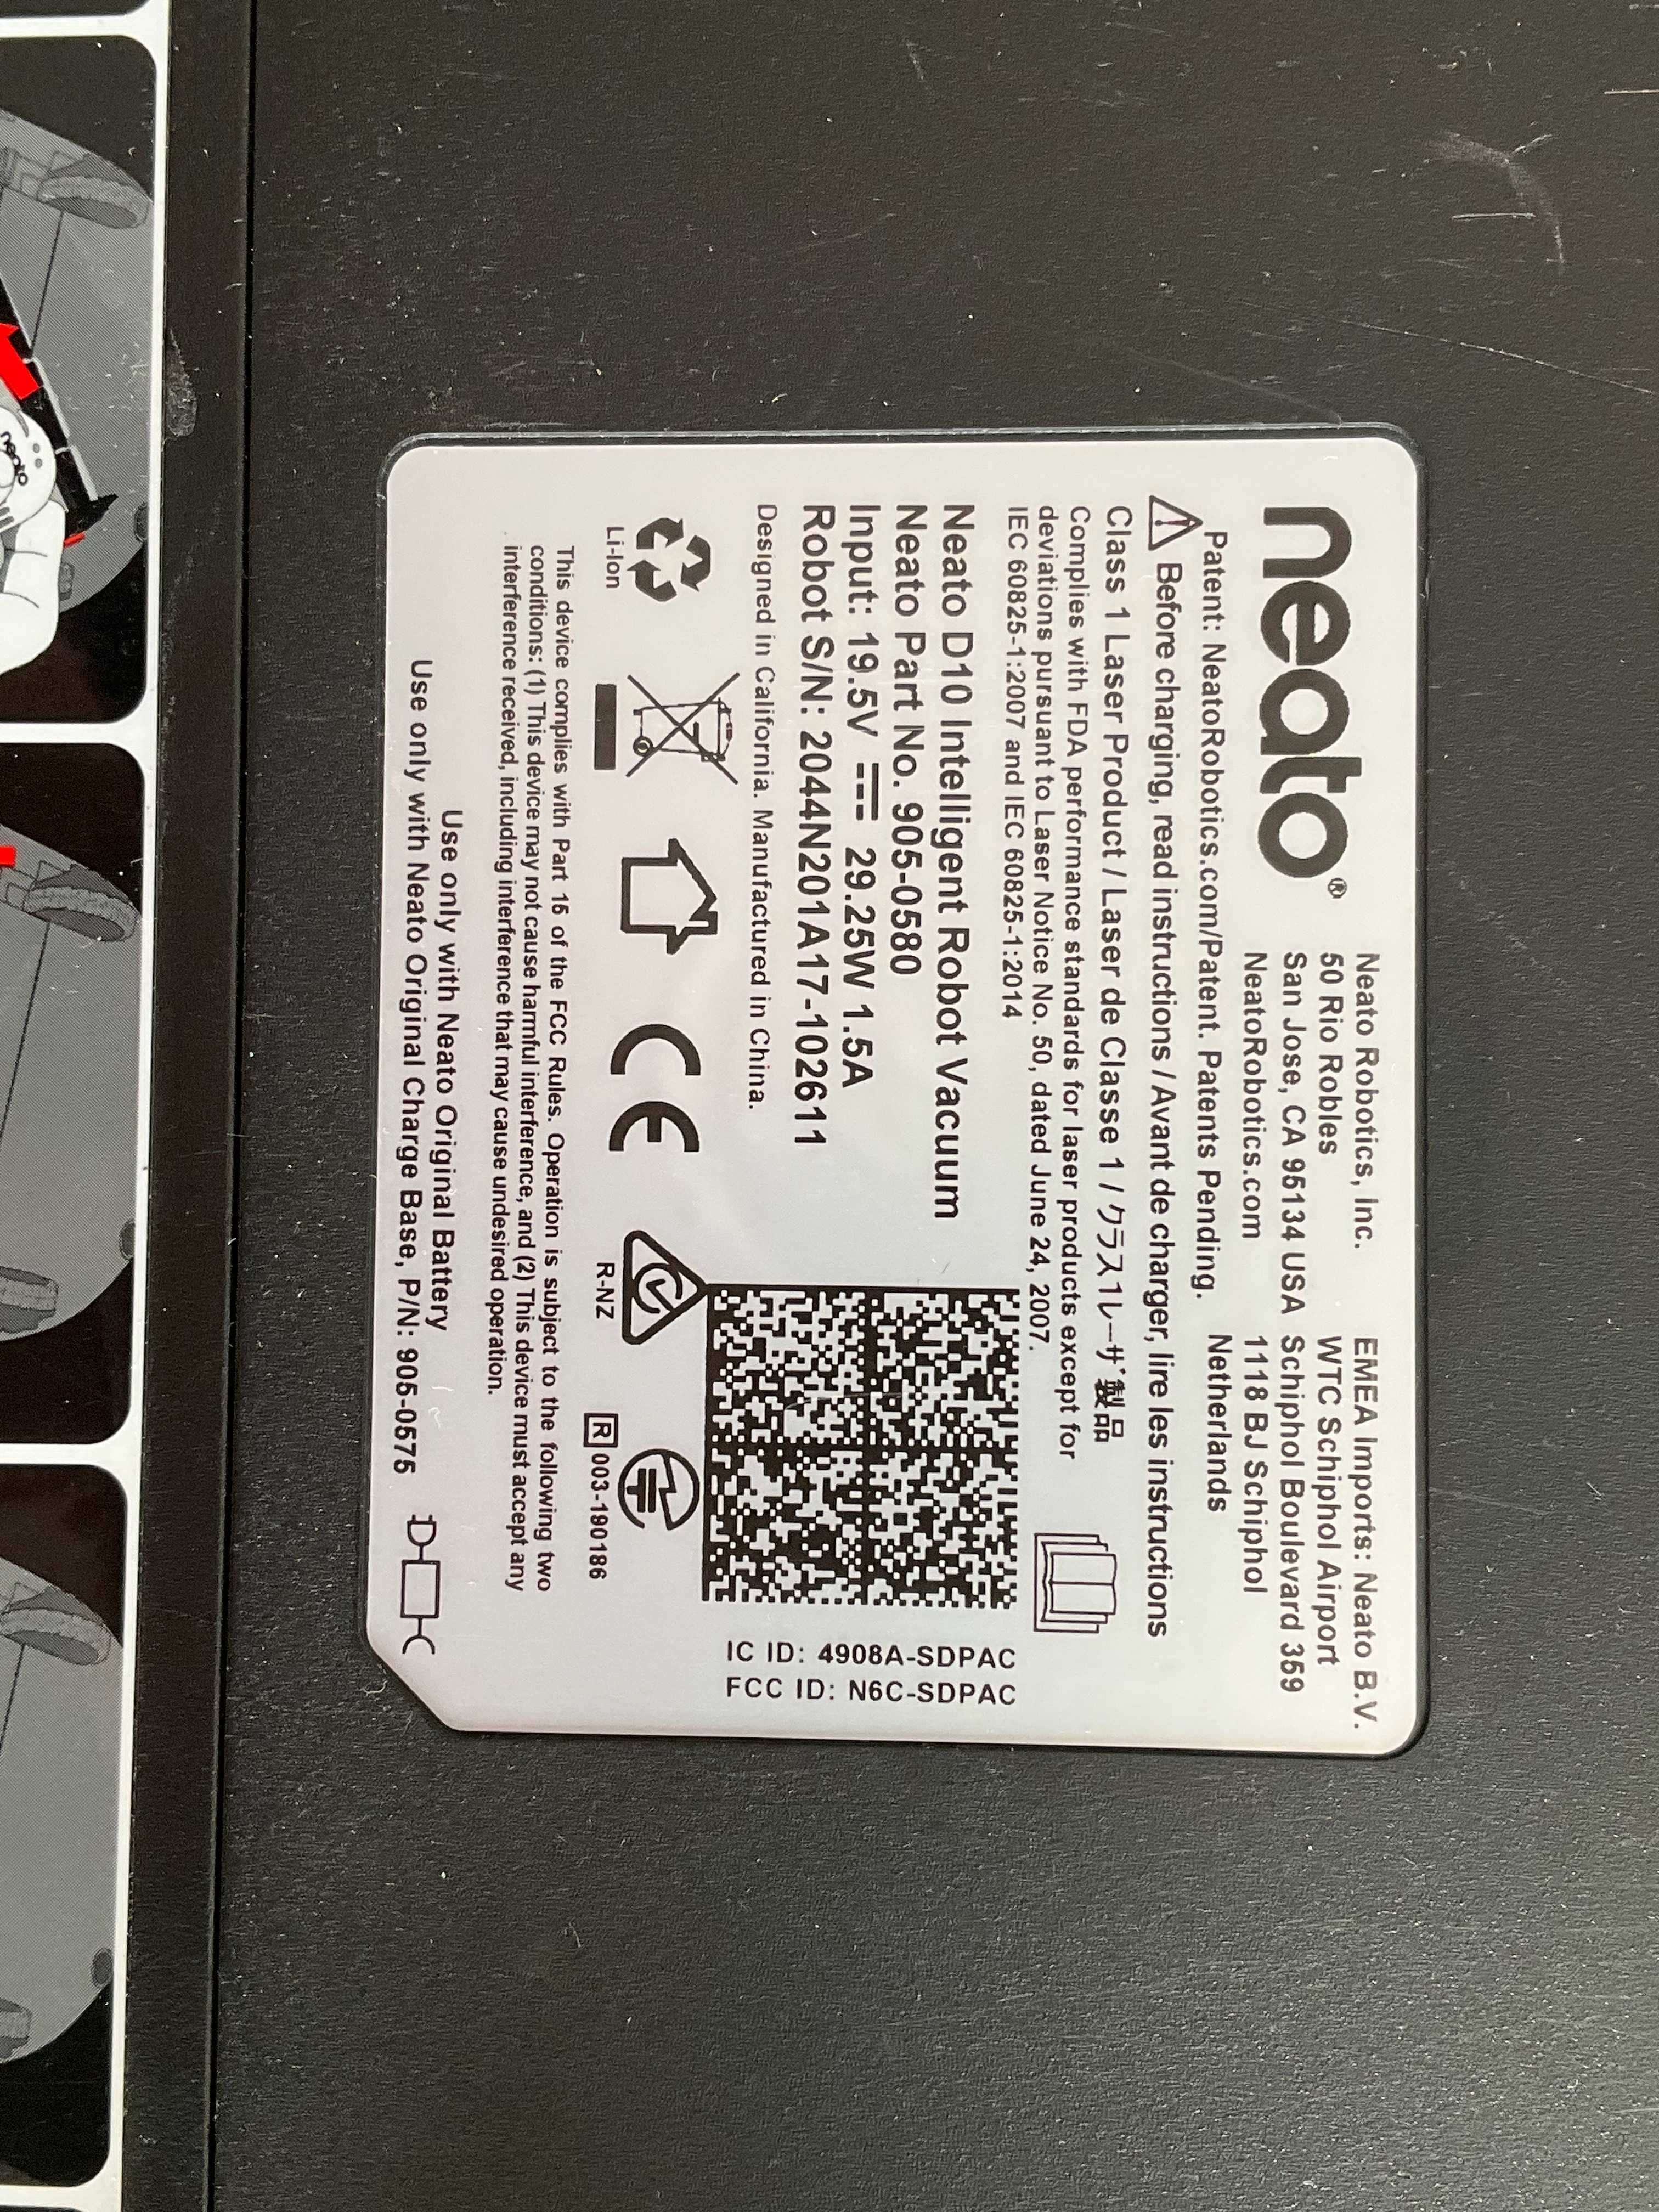 neato®
Neato Robotics, Inc.
50 Rio Robles
San Jose, CA 95134 USA
NeatoRobotics.com
EMEA Imports: Neato B.V.
WTC Schiphol Airport
Schiphol Boulevard 359
1118 BJ Schiphol
Netherlands
Patent: NeatoRobotics.com/Patent. Patents Pending.
Before charging, read instructions / Avant de charger, lire les instructions
Class 1 Laser Product / Laser de Classe 1 / クラス1レーザ製品
Complies with FDA performance standards for laser products except for
deviations pursuant to Laser Notice No. 50, dated June 24, 2007.
IEC 60825-1:2007 and IEC 60825-1:2014
Neato D10 Intelligent Robot Vacuum
Neato Part No. 905-0580
Input: 19.5V ⎓ 29.25W 1.5A
Robot S/N: 2044N201A17-102611
Designed in California. Manufactured in China.
IC ID: 4908A-SDPAC
FCC ID: N6C-SDPAC
Li-Ion
CE
R-NZ
R 003-190186
This device complies with Part 15 of the FCC Rules. Operation is subject to the following two
conditions: (1) This device may not cause harmful interference, and (2) This device must accept any
interference received, including interference that may cause undesired operation.
Use only with Neato Original Battery
Use only with Neato Original Charge Base, P/N: 905-0575
neato